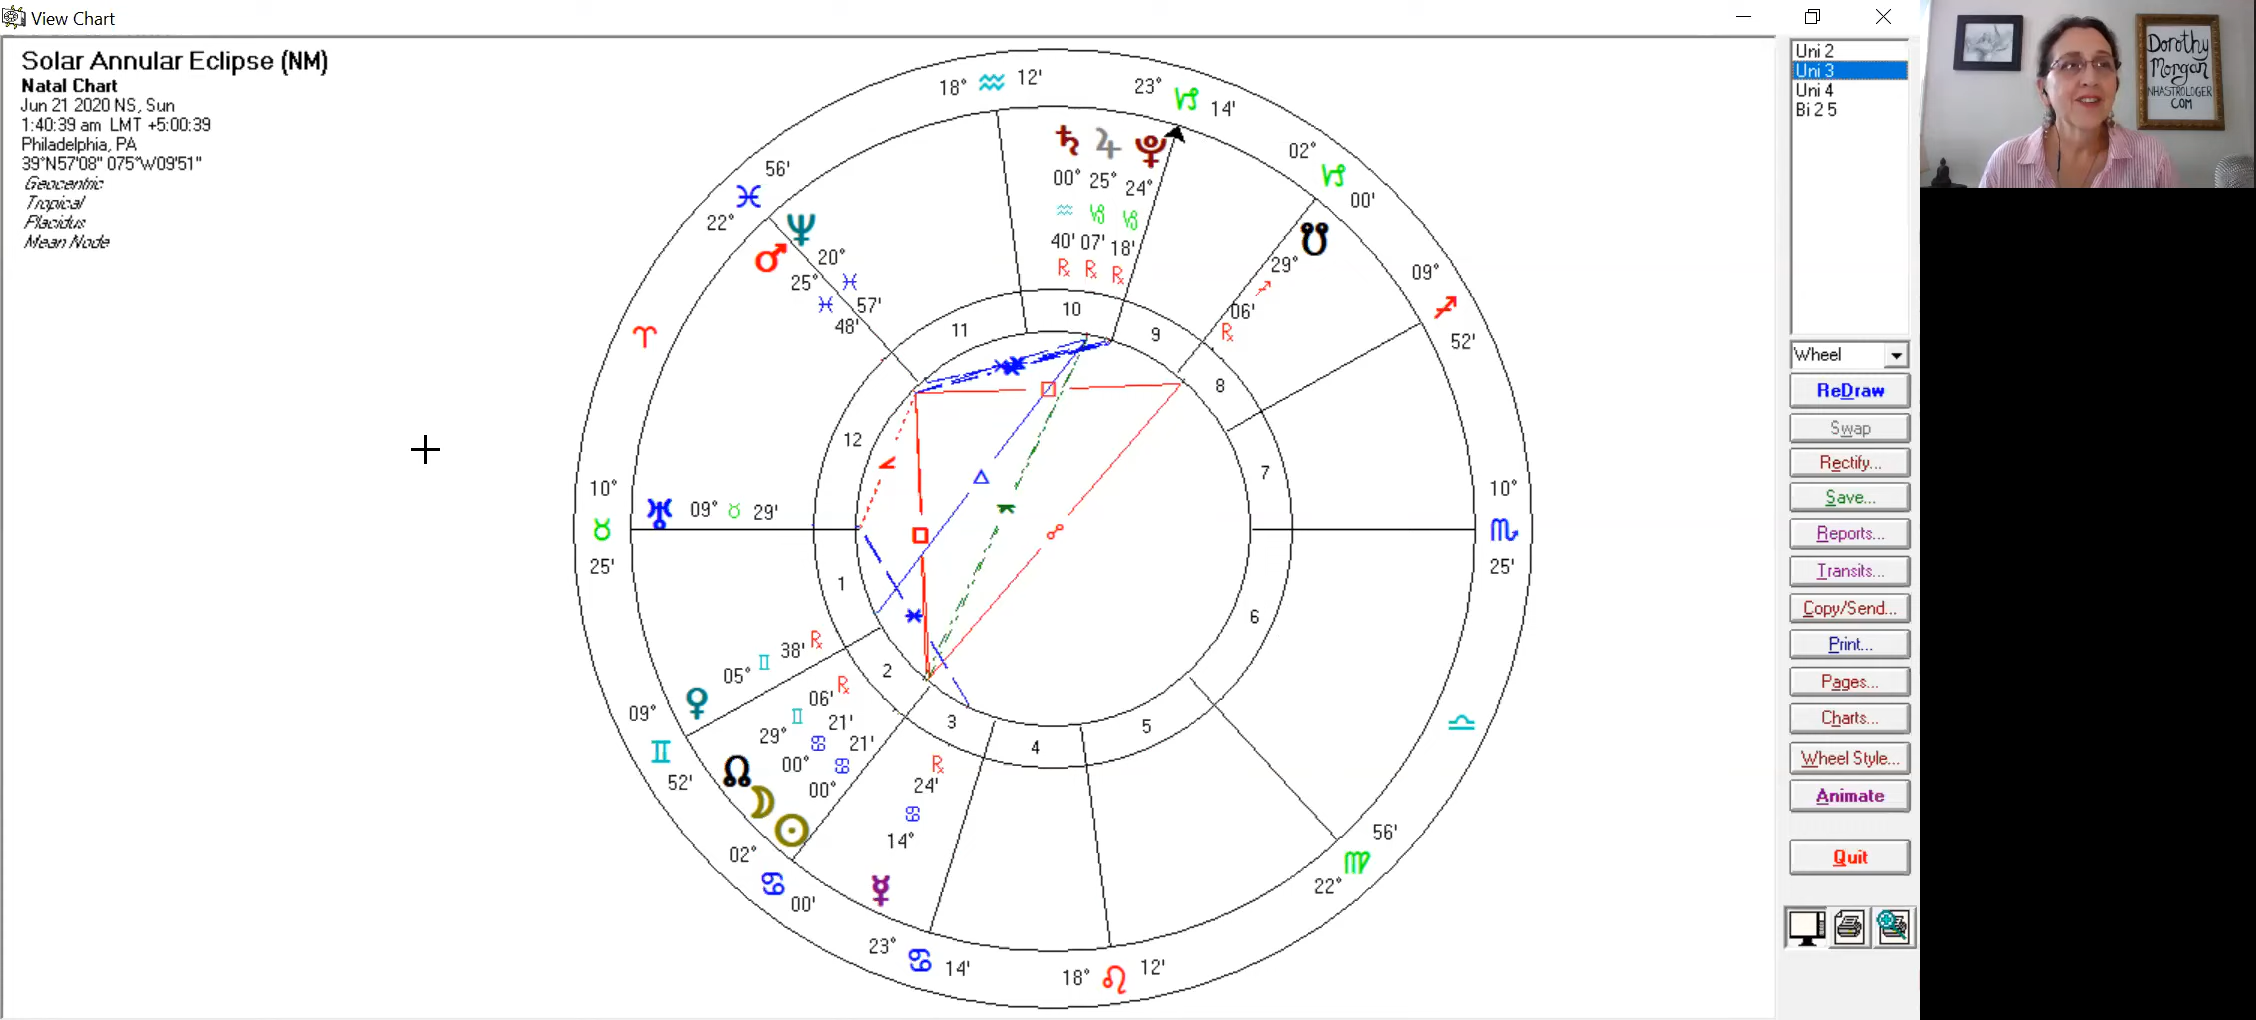 View Chart
Solar Annular Eclipse (NM)
Natal Chart
Jun 21 2020 NS, Sun
1:40:39 am LMT +5:00:39
Philadelphia, PA
39°N57'08" 075°W09'51"
Geocentric
Tropical
Placidus
Mean Node
18° ♒ 12'
23° ♑ 14'
02° ♑ 00'
09° ♐ 52'
10° ♏ 25'
♎
22° ♍ 56'
18° ♌ 12'
23° ♋ 14'
02° ♋ 00'
09° ♊ 52'
10° ♉ 25'
♈
22° ♓ 56'
♄ 00° ♒ 40' ℞
♃ 25° ♑ 07' ℞
♇ 24° ♑ 18' ℞
☋ 29° ♐ 06' ℞
♆ 20° ♓ 57'
♂ 25° ♓ 48'
♅ 09° ♉ 29'
♀ 05° ♊ 38' ℞
☊ 29° ♊ 06' ℞
☽ 00° ♋ 21'
☉ 00° ♋ 21'
☿ 14° ♋ 24' ℞
1
2
3
4
5
6
7
8
9
10
11
12
Uni 2
Uni 3
Uni 4
Bi 2 5
Wheel
ReDraw
Swap
Rectify...
Save...
Reports...
Transits...
Copy/Send...
Print...
Pages...
Charts...
Wheel Style...
Animate
Quit
Dorothy
Morgan
NHASTROLOGER
COM